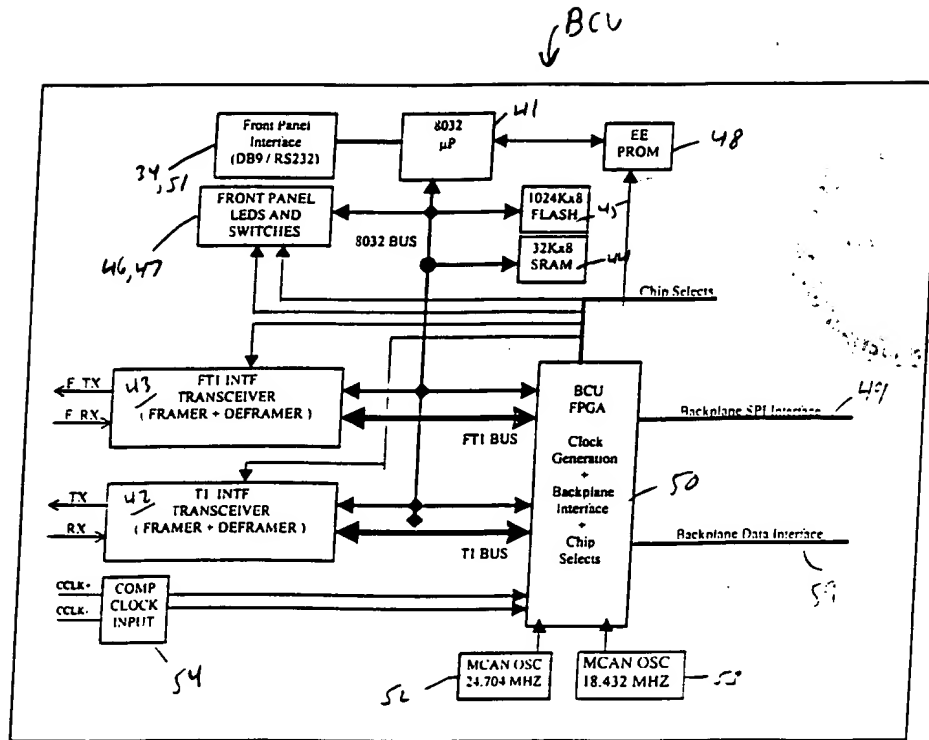 BCU
Front Panel
Interface
(DB9 / RS232)
34,51
8032
µP
41
EE
PROM
48
FRONT PANEL
LEDS AND
SWITCHES
46,47
8032 BUS
1024Kx8
FLASH
45
32Kx8
SRAM
44
Chip Selects
F_TX
F_RX
43
FT1 INTF
TRANSCEIVER
( FRAMER + DEFRAMER )
FT1 BUS
BCU
FPGA
Clock
Generation
+
Backplane
Interface
+
Chip
Selects
50
Backplane SPI Interface
49
TX
RX
42
T1 INTF
TRANSCEIVER
( FRAMER + DEFRAMER )
T1 BUS
Backplane Data Interface
59
CCLK+
CCLK-
COMP
CLOCK
INPUT
54
MCAN OSC
24.704 MHZ
52
MCAN OSC
18.432 MHZ
53